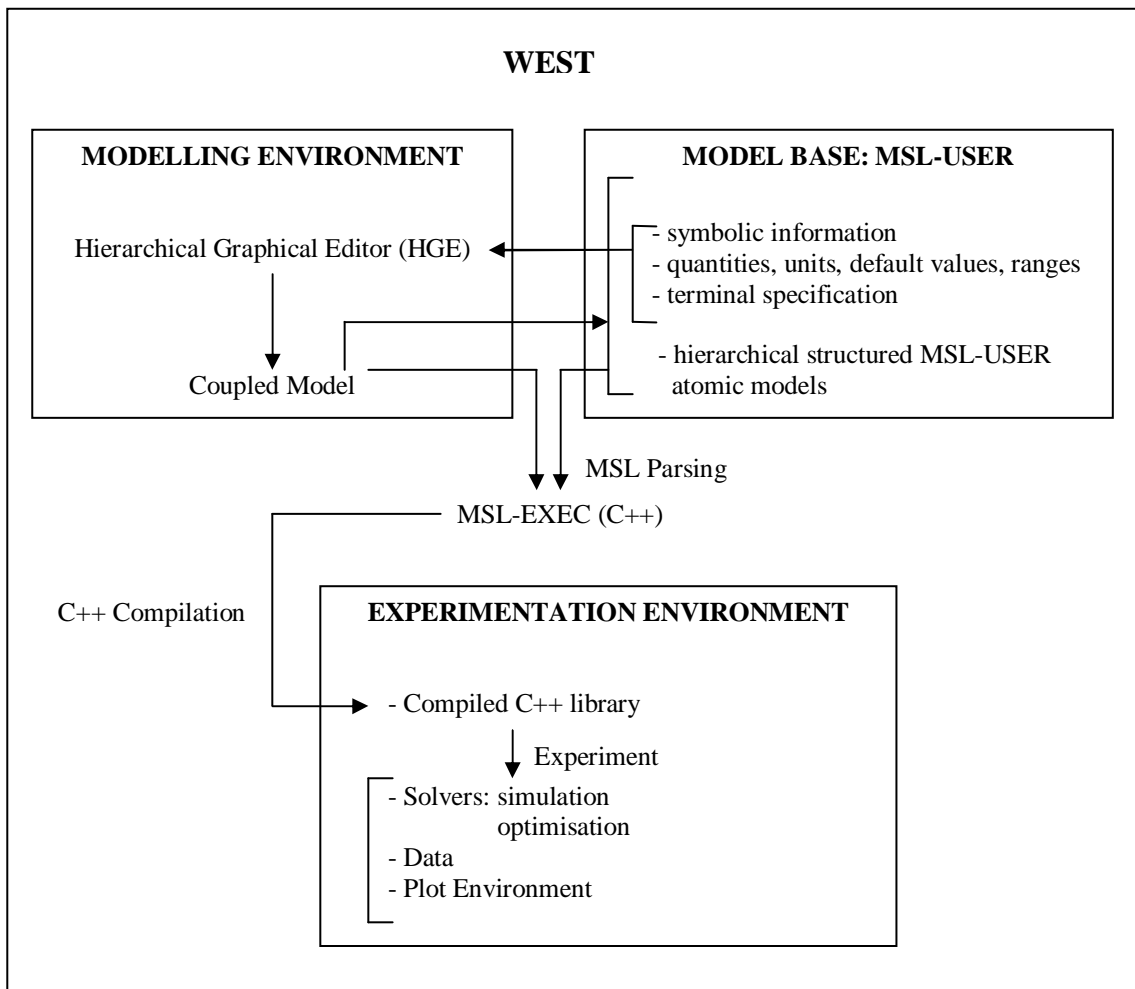 WEST
MODELLING ENVIRONMENT
Hierarchical Graphical Editor (HGE)
Coupled Model
MODEL BASE: MSL-USER
- symbolic information
- quantities, units, default values, ranges
- terminal specification
- hierarchical structured MSL-USER
atomic models
MSL Parsing
MSL-EXEC (C++)
C++ Compilation
EXPERIMENTATION ENVIRONMENT
- Compiled C++ library
Experiment
- Solvers: simulation
optimisation
- Data
- Plot Environment